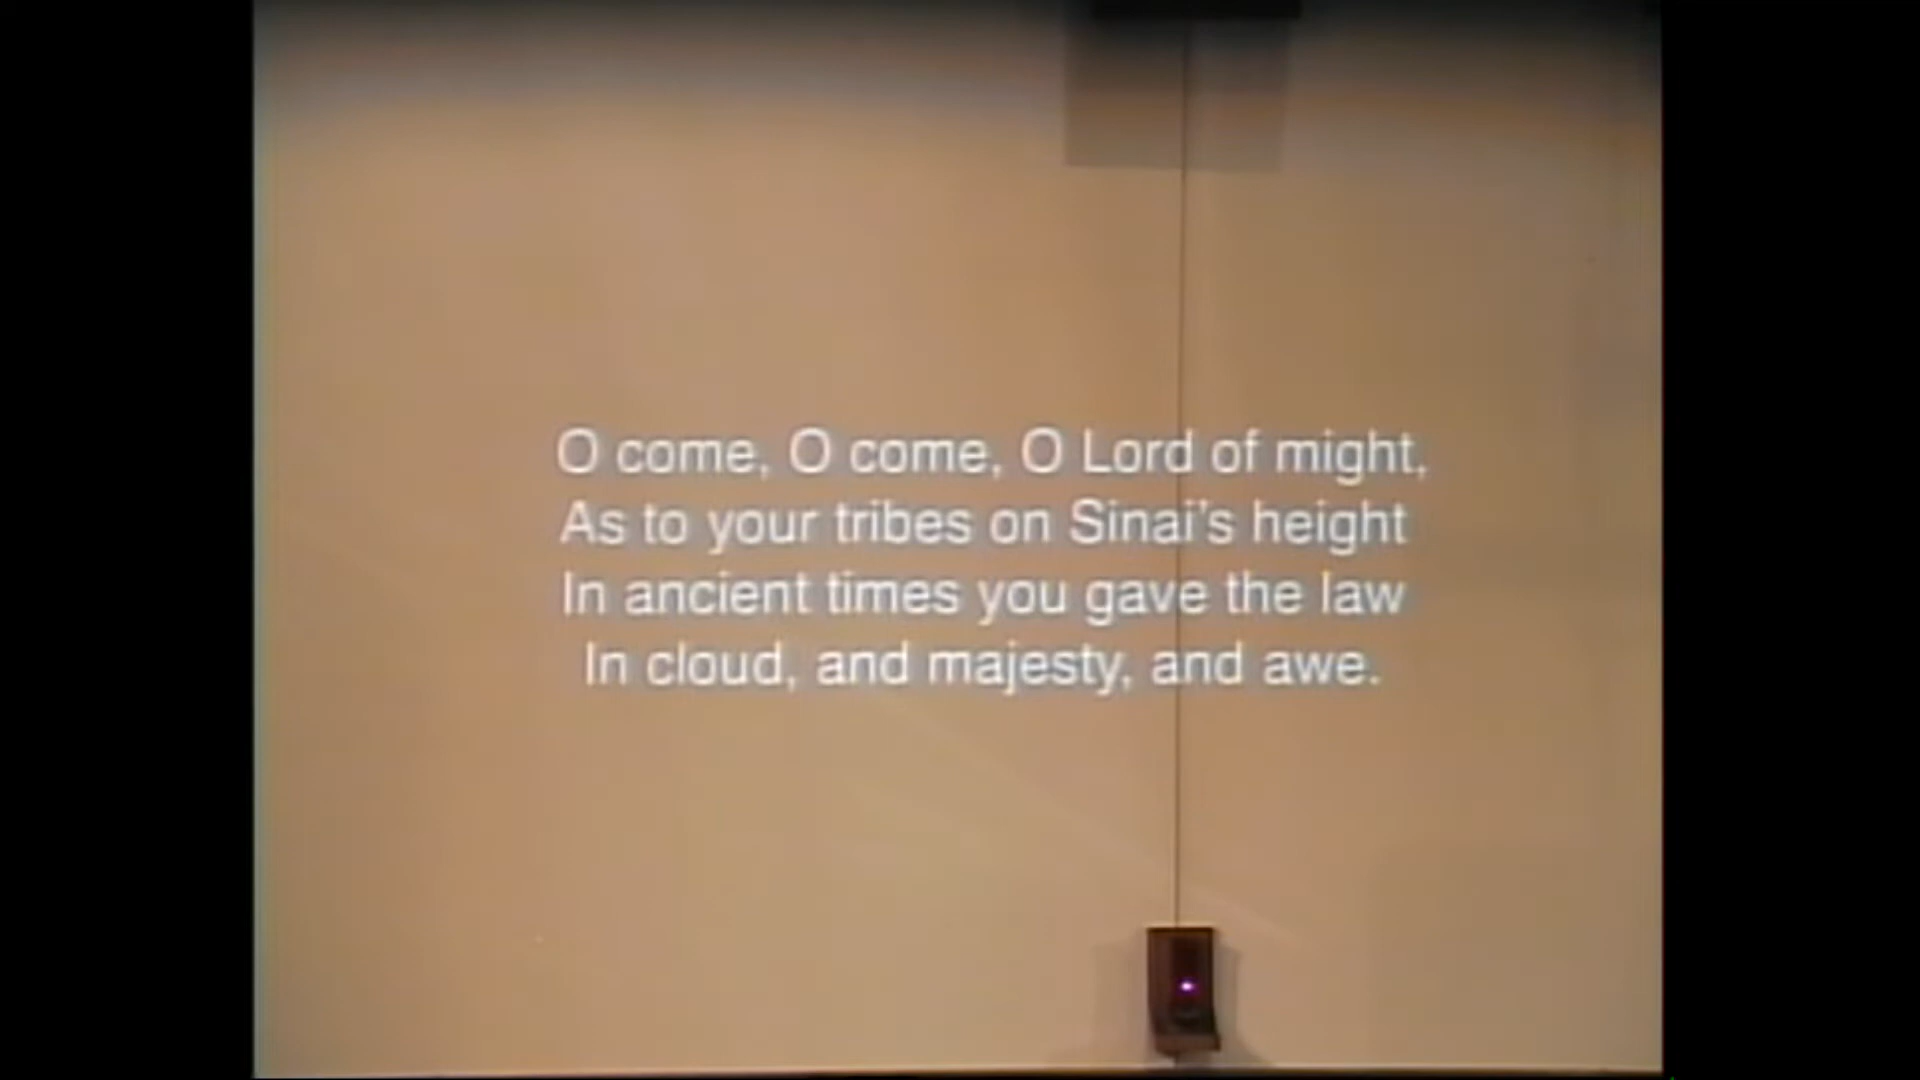 O come, O come, O Lord of might,
As to your tribes on Sinai's height
In ancient times you gave the law
In cloud, and majesty, and awe.